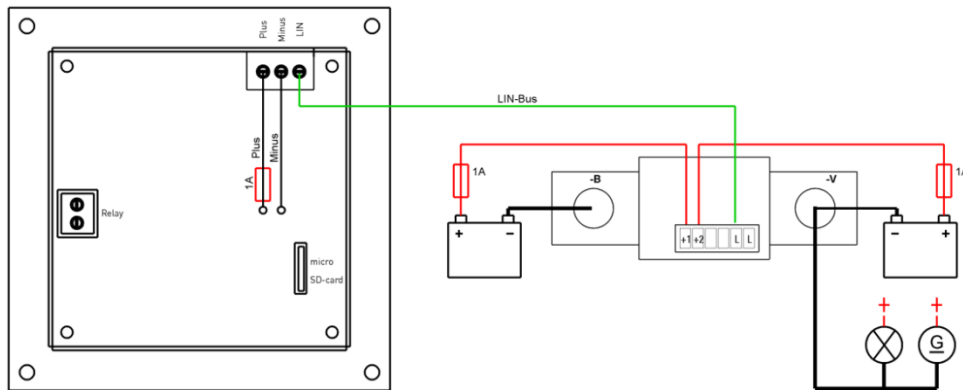 Plus
Minus
LIN
Plus
Minus
1A
Relay
micro
SD-card
LIN-Bus
1A
-B
-V
+1
+2
L
L
+
-
-
+
+
+
G